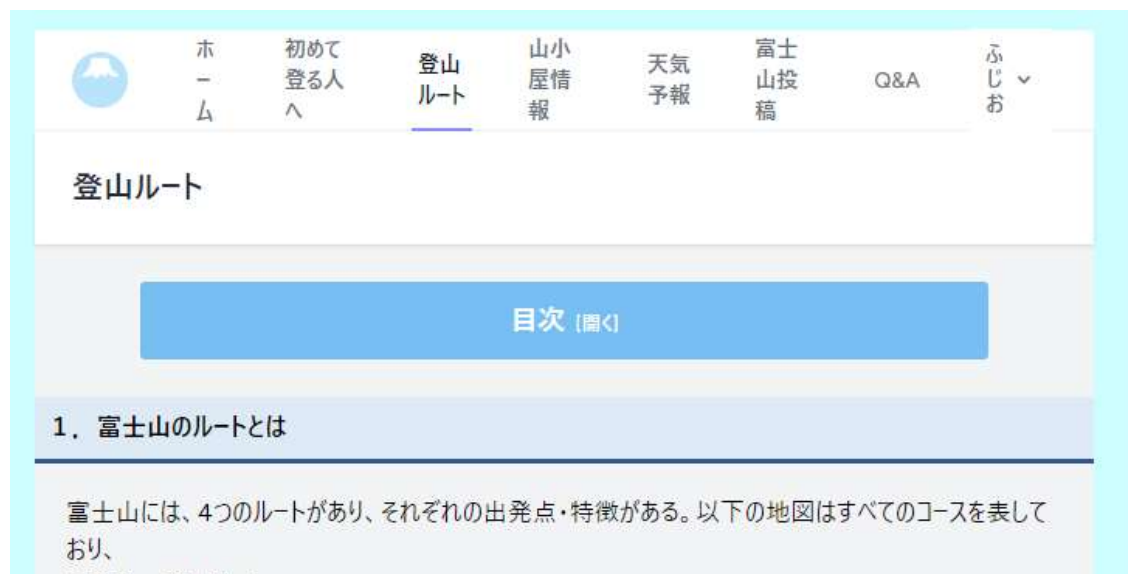 ホーム
初めて登る人へ
登山ルート
山小屋情報
天気予報
富士山投稿
Q&A
ふじお
登山ルート
目次 [開く]
1. 富士山のルートとは
富士山には、4つのルートがあり、それぞれの出発点・特徴がある。以下の地図はすべてのコースを表して
おり、